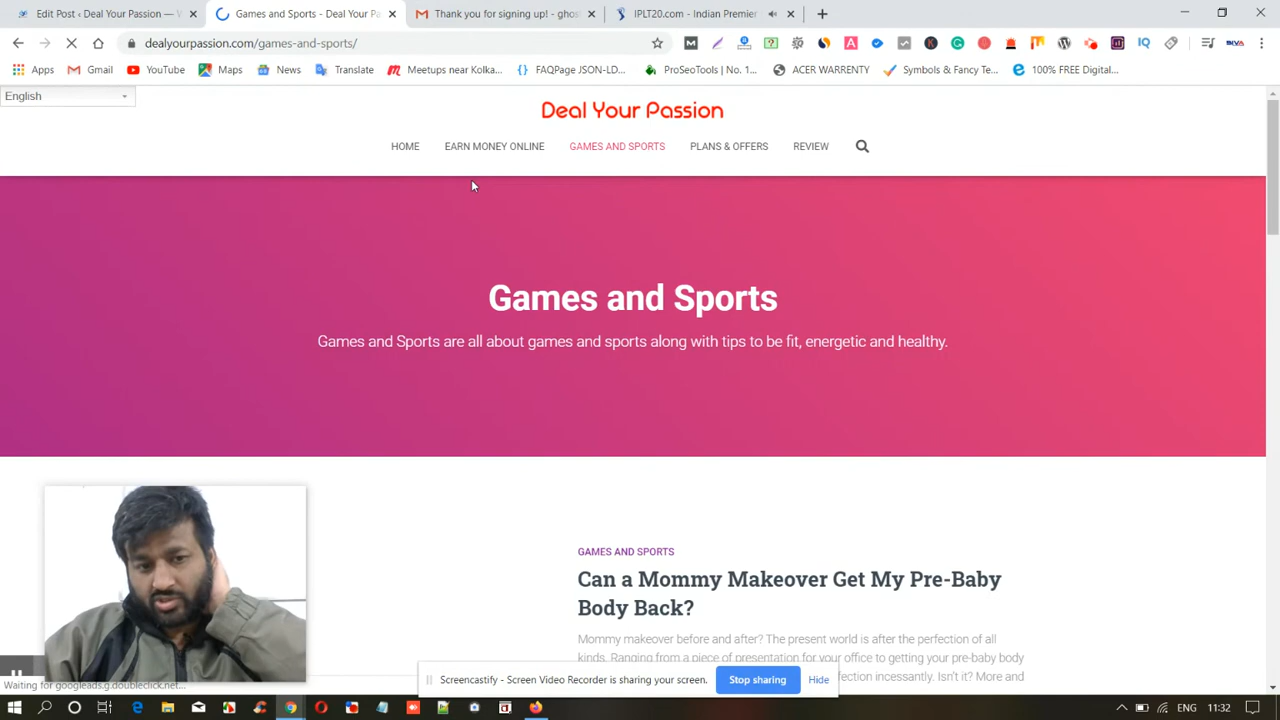 Edit Post ‹ Deal Your Passion — W
Games and Sports - Deal Your Pa
Thank you for signing up! - ghos
IPLT20.com - Indian Premier
dealyourpassion.com/games-and-sports/
Apps
Gmail
YouTube
Maps
News
Translate
Meetups near Kolka...
FAQPage JSON-LD...
ProSeoTools | No. 1...
ACER WARRENTY
Symbols & Fancy Te...
100% FREE Digital...
English
Deal Your Passion
HOME
EARN MONEY ONLINE
GAMES AND SPORTS
PLANS & OFFERS
REVIEW
Games and Sports
Games and Sports are all about games and sports along with tips to be fit, energetic and healthy.
GAMES AND SPORTS
Can a Mommy Makeover Get My Pre-Baby
Body Back?
Mommy makeover before and after? The present world is after the perfection of all
kinds. Ranging from a piece of presentation for your office to getting your pre-baby body
fection incessantly. Isn't it? More and
Screencastify - Screen Video Recorder is sharing your screen.
Stop sharing
Hide
Waiting for googleads.g.doubleclick.net...
ENG
11:32